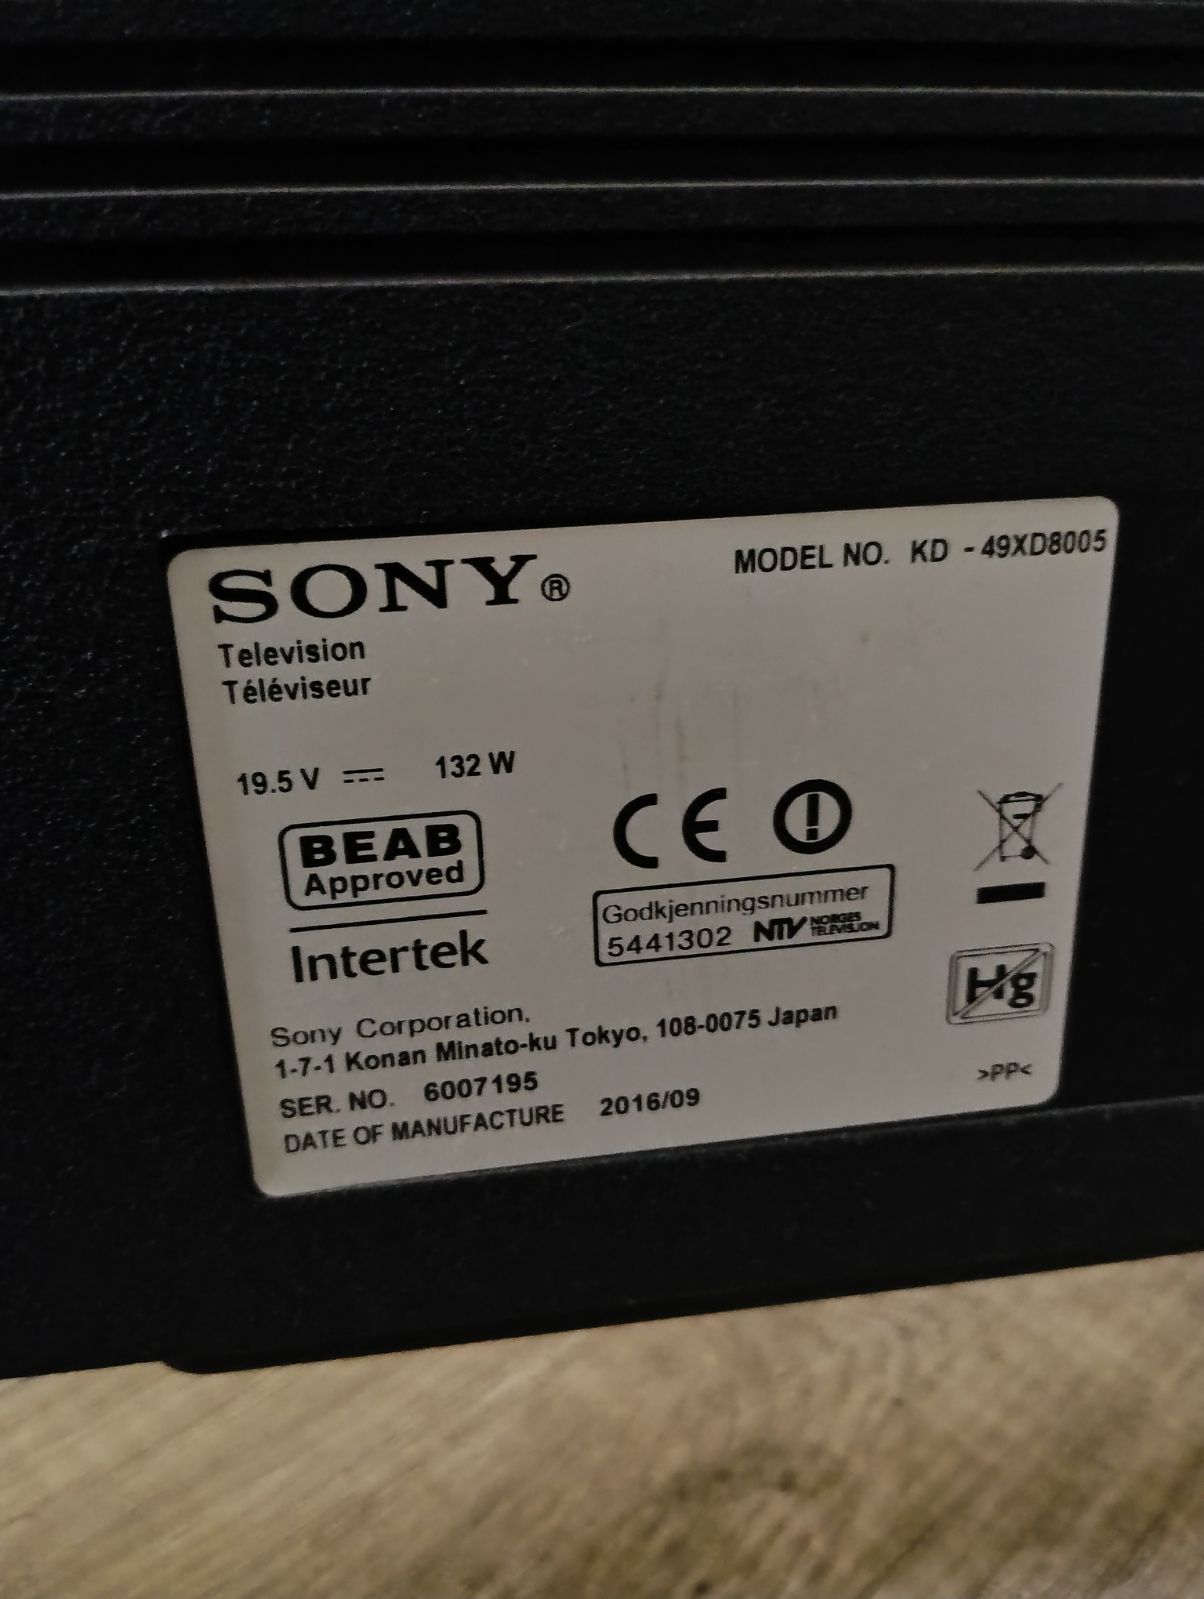 SONY®
MODEL NO. KD - 49XD8005
Television
Téléviseur
19.5 V 132 W
BEAB
Approved
Intertek
CE
Godkjenningsnummer
5441302 NTV NORGES TELEVISJON
Hg
Sony Corporation,
1-7-1 Konan Minato-ku Tokyo, 108-0075 Japan
SER. NO. 6007195
DATE OF MANUFACTURE 2016/09
>PP<